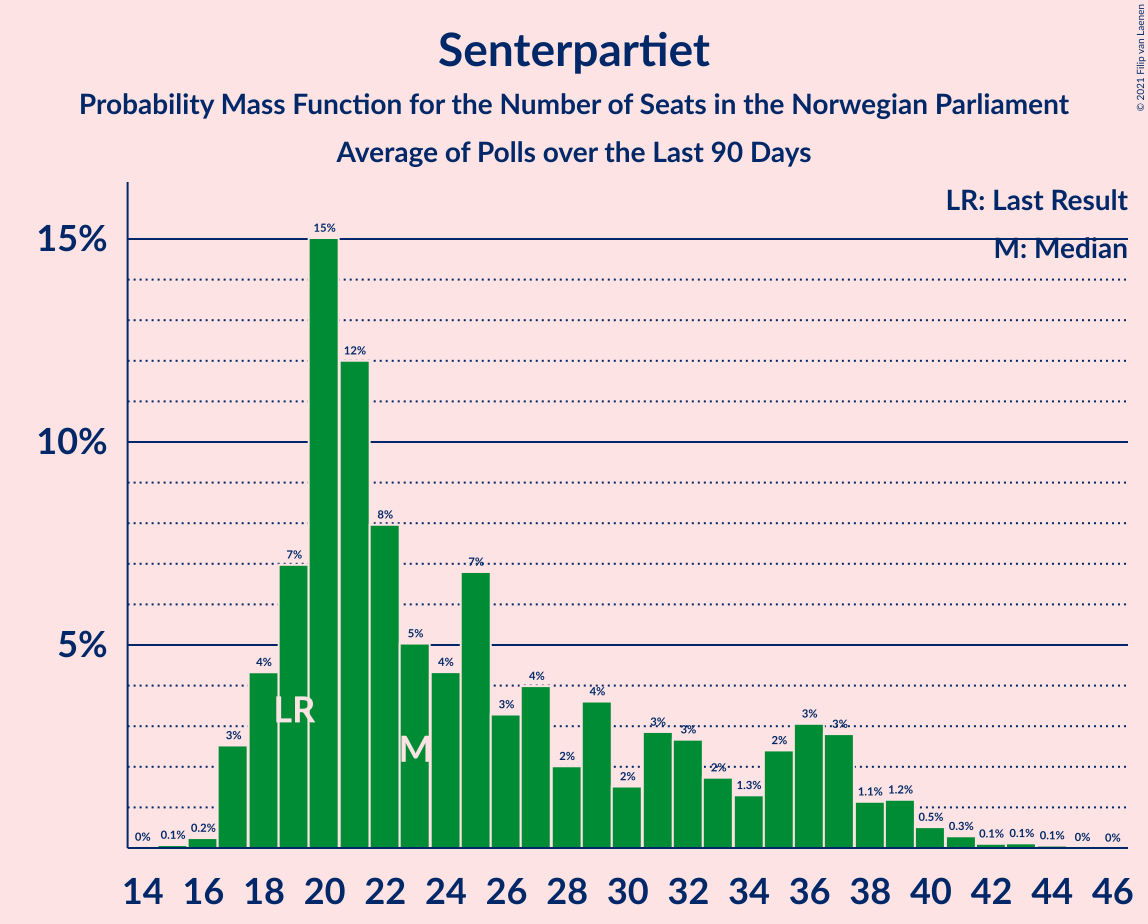 Senterpartiet
Probability Mass Function for the Number of Seats in the Norwegian Parliament
Average of Polls over the Last 90 Days
© 2021 Filip van Laenen
LR: Last Result
M: Median
15%
10%
5%
0% 0.1% 0.2% 3% 4% 7% 15% 12% 8% 5% 4% 7% 3% 4% 2% 4% 2% 3% 3% 2% 1.3% 2% 3% 3% 1.1% 1.2% 0.5% 0.3% 0.1% 0.1% 0.1% 0% 0%
LR
M
14 16 18 20 22 24 26 28 30 32 34 36 38 40 42 44 46